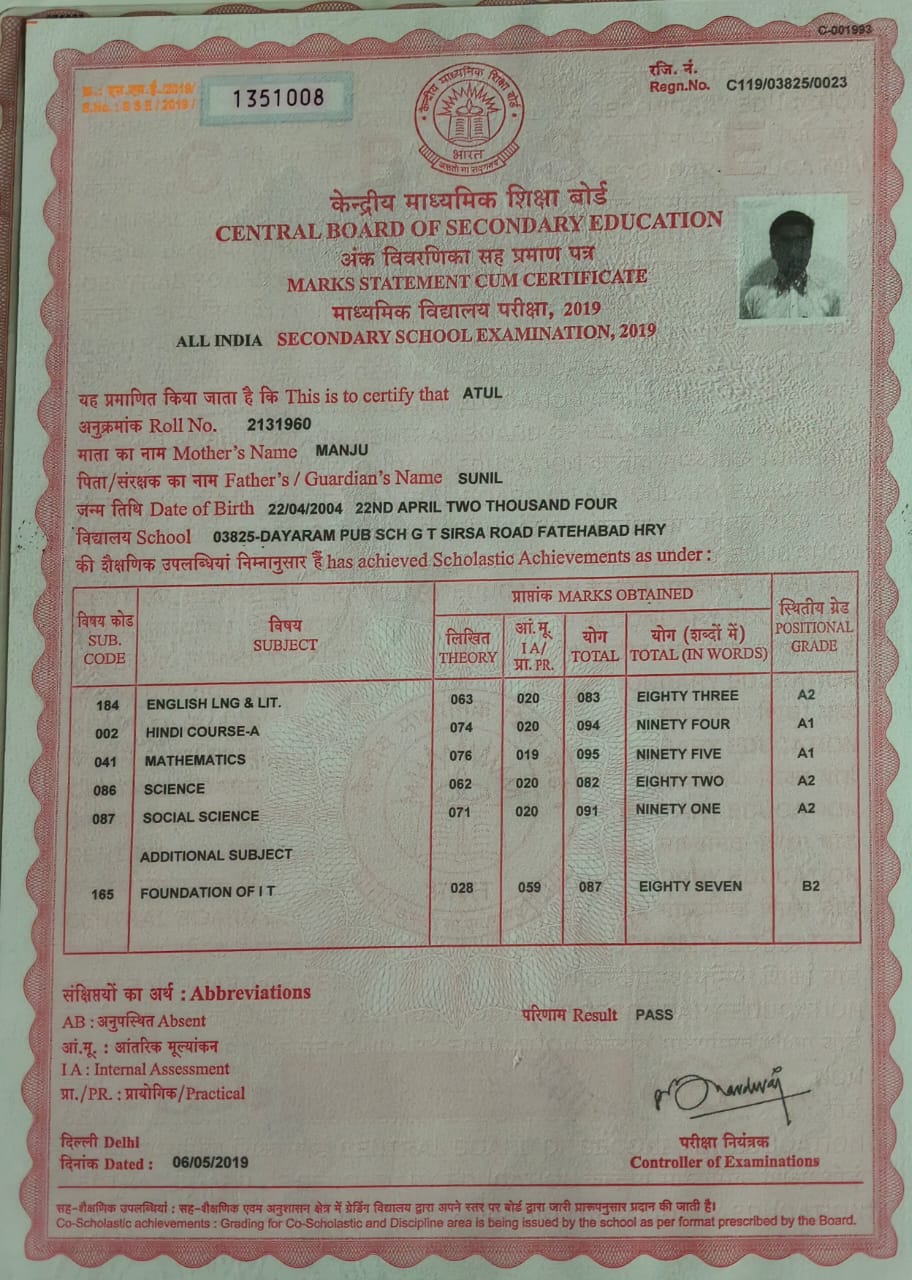 C-001993
क्र.: एस.एस.ई./2019/
S.No.: S S E / 2019 /
1351008
रजि. नं.
Regn.No. C119/03825/0023
केन्द्रीय माध्यमिक शिक्षा बोर्ड
भारत
असतो मा सद्गमय
केन्द्रीय माध्यमिक शिक्षा बोर्ड
CENTRAL BOARD OF SECONDARY EDUCATION
अंक विवरणिका सह प्रमाण पत्र
MARKS STATEMENT CUM CERTIFICATE
माध्यमिक विद्यालय परीक्षा, 2019
ALL INDIA SECONDARY SCHOOL EXAMINATION, 2019
यह प्रमाणित किया जाता है कि This is to certify that ATUL
अनुक्रमांक Roll No. 2131960
माता का नाम Mother's Name MANJU
पिता/संरक्षक का नाम Father's / Guardian's Name SUNIL
जन्म तिथि Date of Birth 22/04/2004 22ND APRIL TWO THOUSAND FOUR
विद्यालय School 03825-DAYARAM PUB SCH G T SIRSA ROAD FATEHABAD HRY
की शैक्षणिक उपलब्धियां निम्नानुसार हैं has achieved Scholastic Achievements as under :
विषय कोड SUB. CODE विषय SUBJECT प्राप्तांक MARKS OBTAINED स्थितीय ग्रेड POSITIONAL GRADE
लिखित THEORY आं.मू. I A/ प्रा. PR. योग TOTAL योग (शब्दों में) TOTAL (IN WORDS)
184 ENGLISH LNG & LIT. 063 020 083 EIGHTY THREE A2
002 HINDI COURSE-A 074 020 094 NINETY FOUR A1
041 MATHEMATICS 076 019 095 NINETY FIVE A1
086 SCIENCE 062 020 082 EIGHTY TWO A2
087 SOCIAL SCIENCE 071 020 091 NINETY ONE A2
ADDITIONAL SUBJECT
165 FOUNDATION OF I T 028 059 087 EIGHTY SEVEN B2
संक्षिप्तयों का अर्थ : Abbreviations
AB : अनुपस्थित Absent
परिणाम Result PASS
आं.मू. : आंतरिक मूल्यांकन
I A : Internal Assessment
प्रा./PR. : प्रायोगिक/Practical
दिल्ली Delhi
दिनांक Dated : 06/05/2019
परीक्षा नियंत्रक
Controller of Examinations
सह-शैक्षणिक उपलब्धियां : सह-शैक्षणिक एवम अनुशासन क्षेत्र में ग्रेडिंग विद्यालय द्वारा अपने स्तर पर बोर्ड द्वारा जारी प्रारूपनुसार प्रदान की जाती है।
Co-Scholastic achievements : Grading for Co-Scholastic and Discipline area is being issued by the school as per format prescribed by the Board.